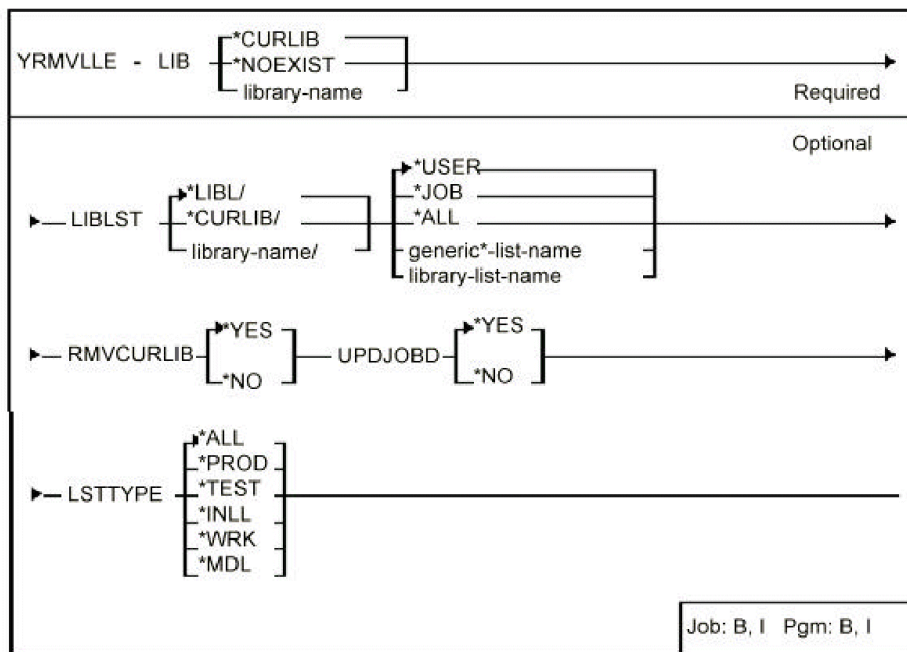 *CURLIB
YRMVLLE - LIB *NOEXIST
library-name
Required
Optional
*USER
*LIBL/ *JOB
LIBLST *CURLIB/ *ALL
library-name/ generic*-list-name
library-list-name
*YES *YES
RMVCURLIB UPDJOBD
*NO *NO
*ALL
*PROD
LSTTYPE *TEST
*INLL
*WRK
*MDL
Job: B, I Pgm: B, I